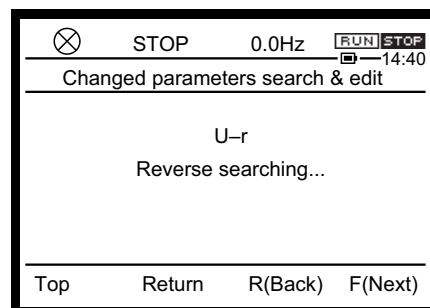 STOP 0.0Hz RUN STOP
14:40
Changed parameters search & edit
U–r
Reverse searching...
Top Return R(Back) F(Next)